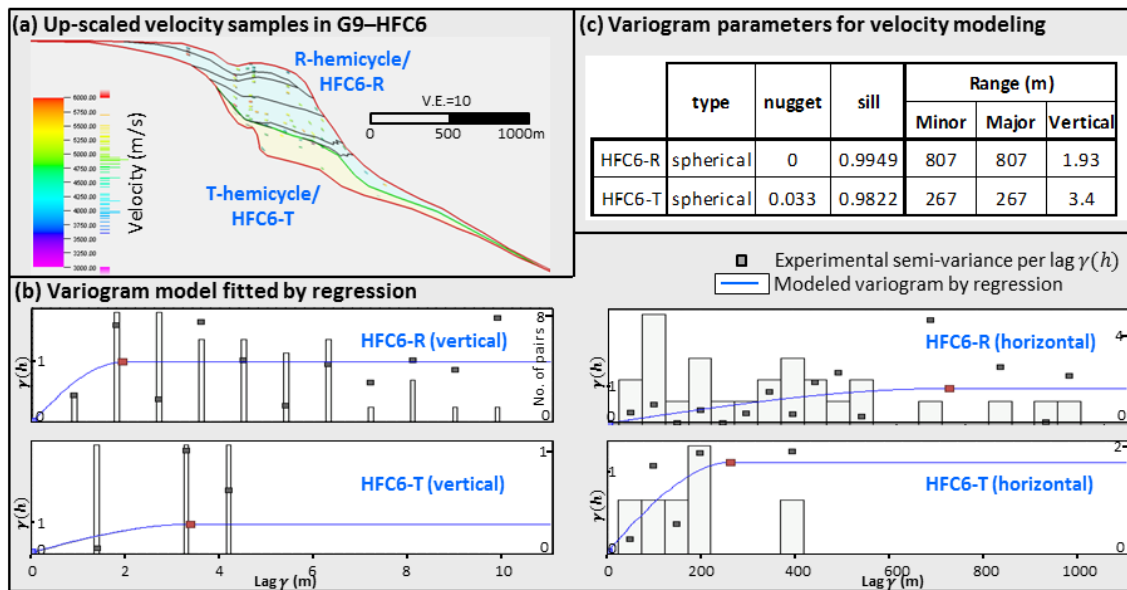 (a) Up-scaled velocity samples in G9–HFC6
R-hemicycle/
HFC6-R
V.E.=10
0 500 1000m
T-hemicycle/
HFC6-T
Velocity (m/s)
6000.00
5750.00
5500.00
5250.00
5000.00
4750.00
4500.00
4250.00
4000.00
3750.00
3500.00
3250.00
3000.00
(c) Variogram parameters for velocity modeling
type nugget sill Range (m)
Minor Major Vertical
HFC6-R spherical 0 0.9949 807 807 1.93
HFC6-T spherical 0.033 0.9822 267 267 3.4
Experimental semi-variance per lag γ(h)
Modeled variogram by regression
(b) Variogram model fitted by regression
HFC6-R (vertical)
γ(h)
1
0
No. of pairs
8
0
HFC6-R (horizontal)
γ(h)
1
0
4
0
HFC6-T (vertical)
γ(h)
1
0
1
0
HFC6-T (horizontal)
γ(h)
1
0
2
0
0 2 4 6 8 10
Lag γ (m)
0 200 400 600 800 1000
Lag γ (m)